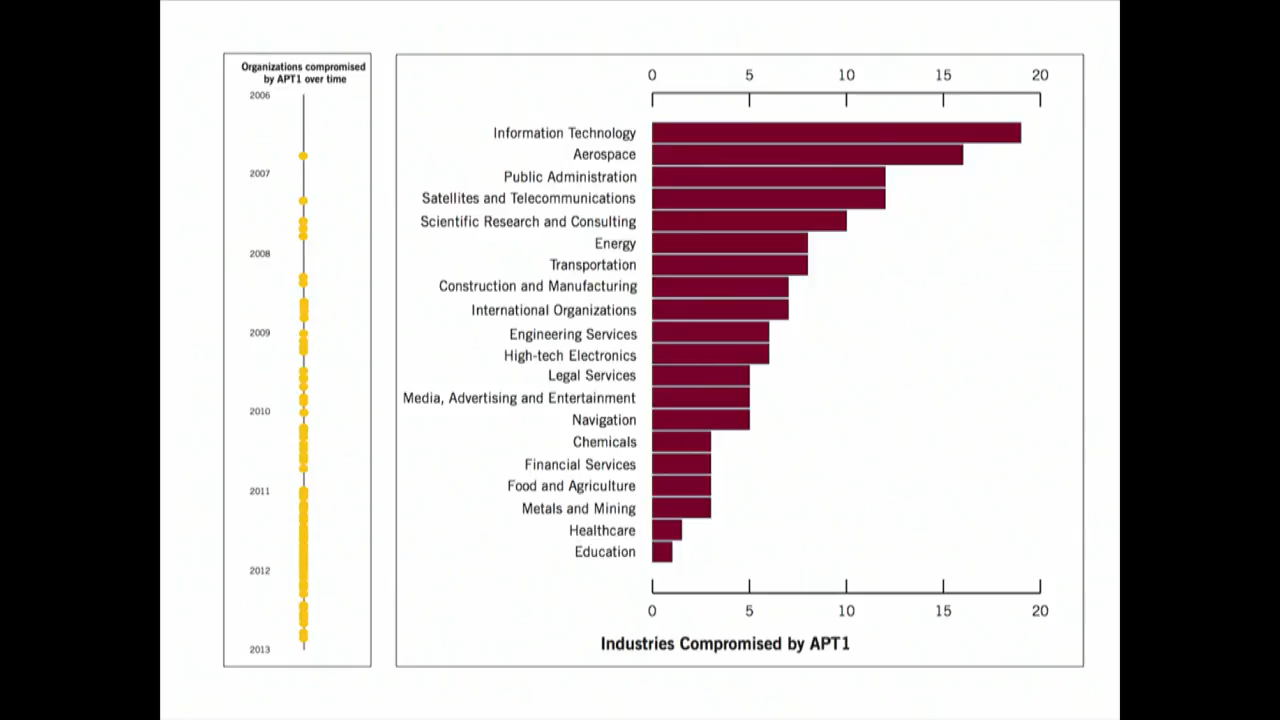 Organizations compromised
by APT1 over time
2006
2007
2008
2009
2010
2011
2012
2013
0 5 10 15 20
Information Technology
Aerospace
Public Administration
Satellites and Telecommunications
Scientific Research and Consulting
Energy
Transportation
Construction and Manufacturing
International Organizations
Engineering Services
High-tech Electronics
Legal Services
Media, Advertising and Entertainment
Navigation
Chemicals
Financial Services
Food and Agriculture
Metals and Mining
Healthcare
Education
0 5 10 15 20
Industries Compromised by APT1